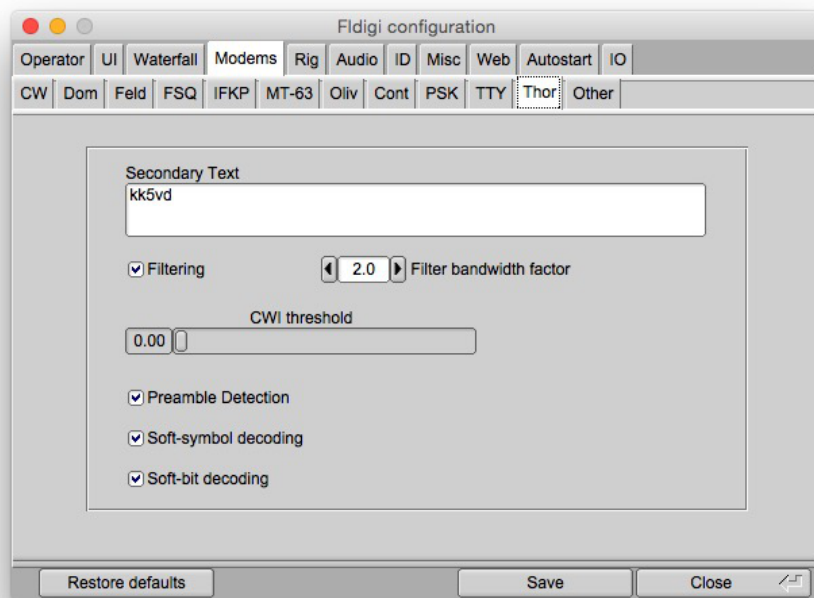 Fldigi configuration
Operator UI Waterfall Modems Rig Audio ID Misc Web Autostart IO
CW Dom Feld FSQ IFKP MT-63 Oliv Cont PSK TTY Thor Other
Secondary Text
kk5vd
Filtering 2.0 Filter bandwidth factor
CWI threshold
0.00
Preamble Detection
Soft-symbol decoding
Soft-bit decoding
Restore defaults Save Close